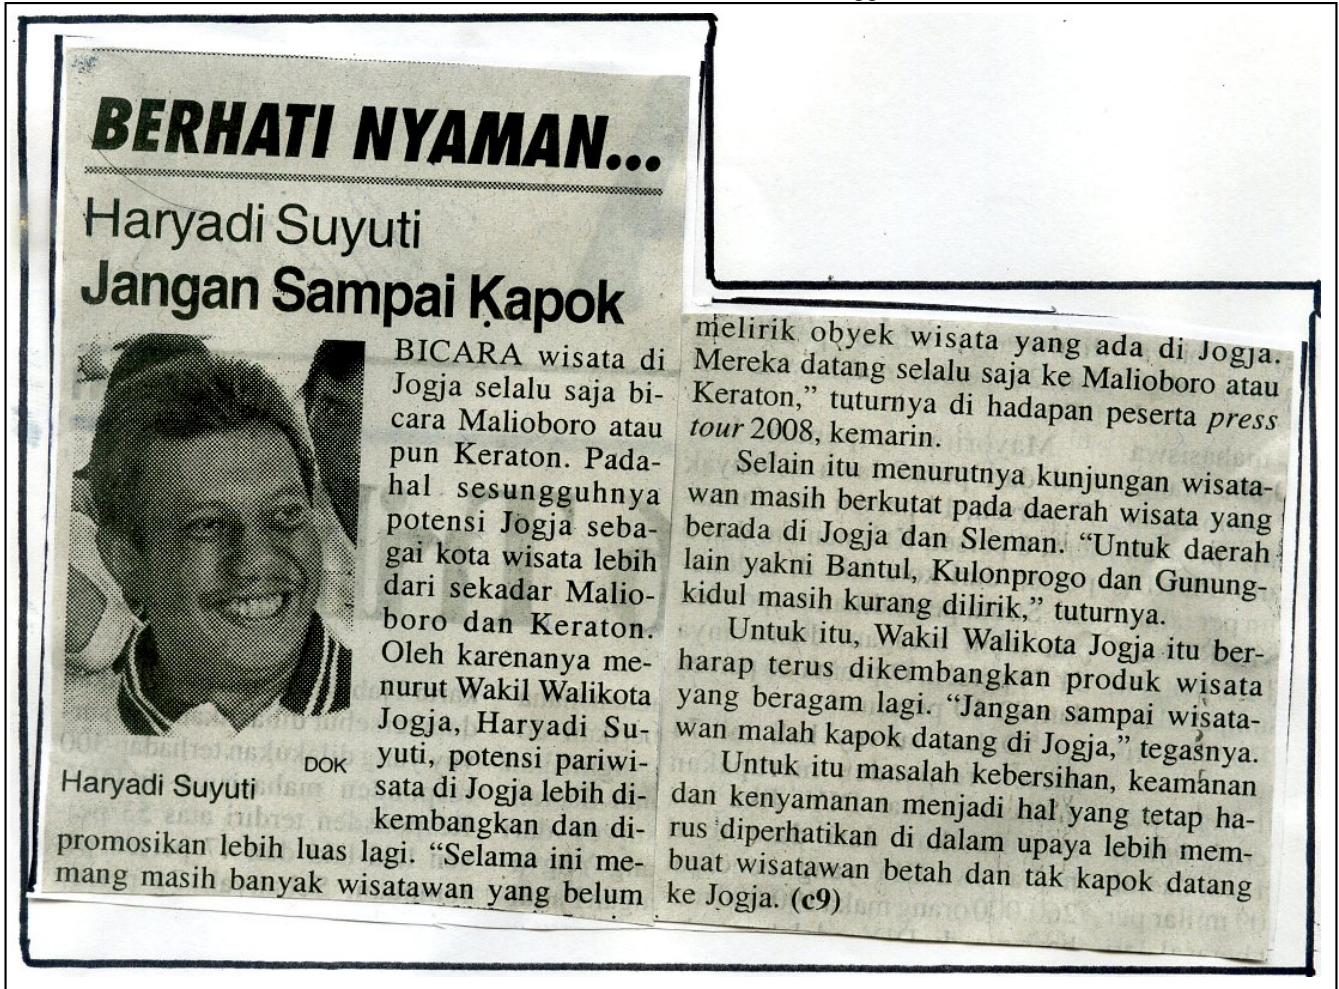 BERHATI NYAMAN...
Haryadi Suyuti
Jangan Sampai Kapok
BICARA wisata di
Jogja selalu saja bi-
cara Malioboro atau
pun Keraton. Pada-
hal sesungguhnya
potensi Jogja seba-
gai kota wisata lebih
dari sekadar Malio-
boro dan Keraton.
Oleh karenanya me-
nurut Wakil Walikota
Jogja, Haryadi Su-
yuti, potensi pariwi-
sata di Jogja lebih di-
kembangkan dan di-
promosikan lebih luas lagi. “Selama ini me-
mang masih banyak wisatawan yang belum
DOK
Haryadi Suyuti
melirik obyek wisata yang ada di Jogja.
Mereka datang selalu saja ke Malioboro atau
Keraton,” tuturnya di hadapan peserta press
tour 2008, kemarin.
Selain itu menurutnya kunjungan wisata-
wan masih berkutat pada daerah wisata yang
berada di Jogja dan Sleman. “Untuk daerah
lain yakni Bantul, Kulonprogo dan Gunung-
kidul masih kurang dilirik,” tuturnya.
Untuk itu, Wakil Walikota Jogja itu ber-
harap terus dikembangkan produk wisata
yang beragam lagi. “Jangan sampai wisata-
wan malah kapok datang di Jogja,” tegasnya.
Untuk itu masalah kebersihan, keamanan
dan kenyamanan menjadi hal yang tetap ha-
rus diperhatikan di dalam upaya lebih mem-
buat wisatawan betah dan tak kapok datang
ke Jogja. (c9)